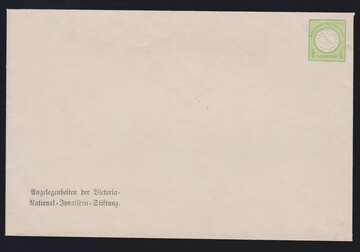 Angelegenheiten der Victoria-
National-Invaliden-Stiftung.